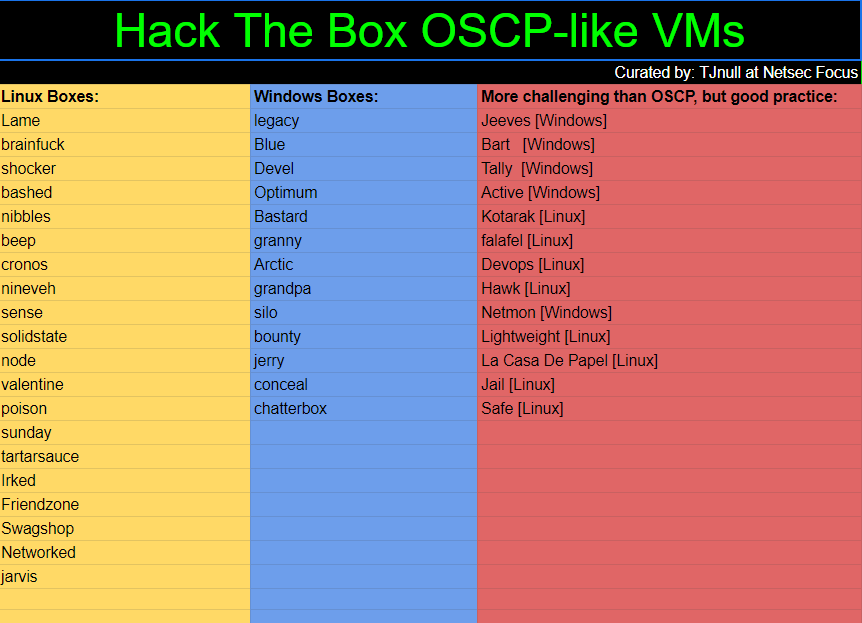 Hack The Box OSCP-like VMs
Curated by: TJnull at Netsec Focus
Linux Boxes: Windows Boxes: More challenging than OSCP, but good practice:
Lame legacy Jeeves [Windows]
brainfuck Blue Bart [Windows]
shocker Devel Tally [Windows]
bashed Optimum Active [Windows]
nibbles Bastard Kotarak [Linux]
beep granny falafel [Linux]
cronos Arctic Devops [Linux]
nineveh grandpa Hawk [Linux]
sense silo Netmon [Windows]
solidstate bounty Lightweight [Linux]
node jerry La Casa De Papel [Linux]
valentine conceal Jail [Linux]
poison chatterbox Safe [Linux]
sunday
tartarsauce
Irked
Friendzone
Swagshop
Networked
jarvis